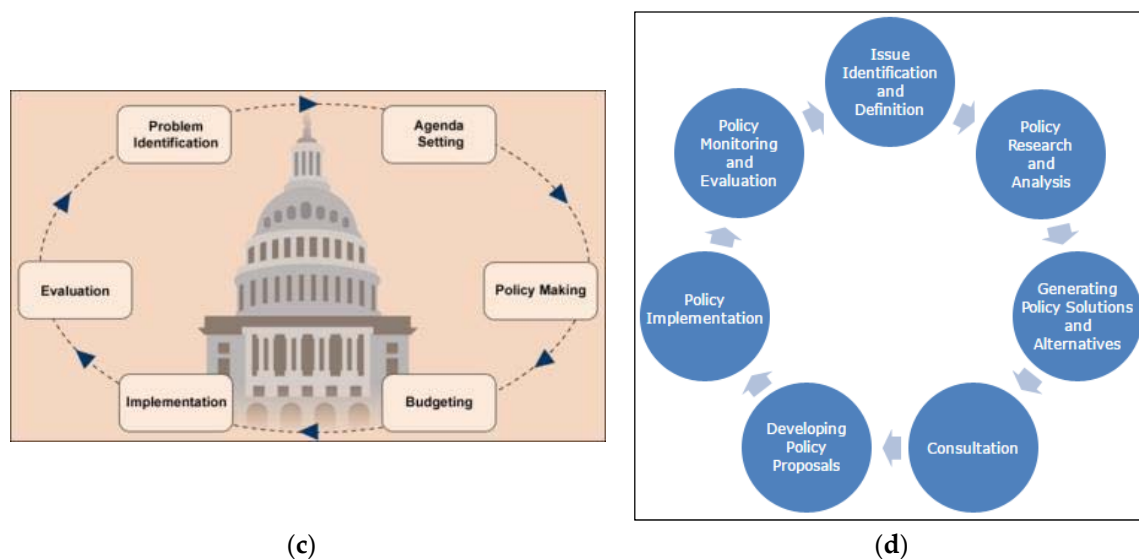 Problem
Identification
Agenda
Setting
Policy Making
Budgeting
Implementation
Evaluation
(c)
Issue
Identification
and
Definition
Policy
Research
and
Analysis
Generating
Policy Solutions
and
Alternatives
Consultation
Developing
Policy
Proposals
Policy
Implementation
Policy
Monitoring
and
Evaluation
(d)